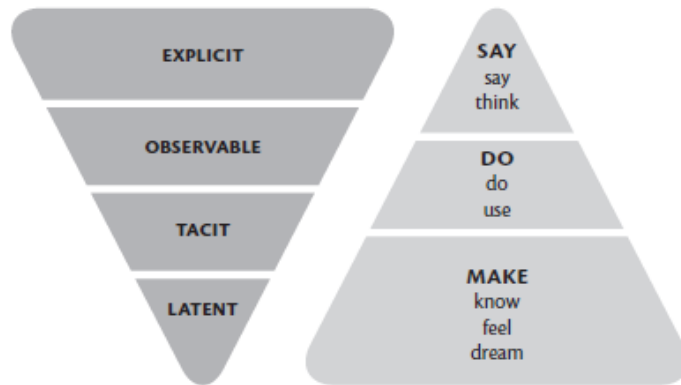 EXPLICIT
OBSERVABLE
TACIT
LATENT
SAY
say
think
DO
do
use
MAKE
know
feel
dream